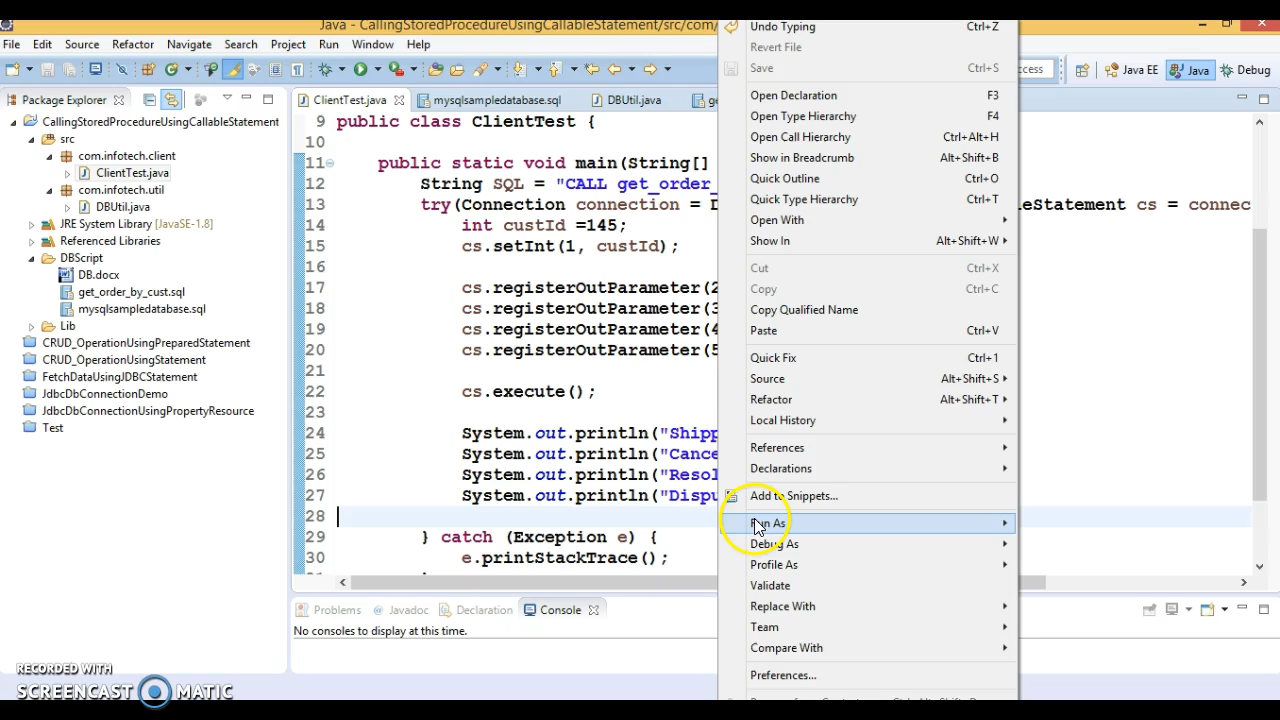 Java - CallingStoredProcedureUsingCallableStatement/src/com/
File Edit Source Refactor Navigate Search Project Run Window Help
cess Java EE Java Debug
Package Explorer
CallingStoredProcedureUsingCallableStatement
src
com.infotech.client
ClientTest.java
com.infotech.util
DBUtil.java
JRE System Library [JavaSE-1.8]
Referenced Libraries
DBScript
DB.docx
get_order_by_cust.sql
mysqlsampledatabase.sql
Lib
CRUD_OperationUsingPreparedStatement
CRUD_OperationUsingStatement
FetchDataUsingJDBCStatement
JdbcDbConnectionDemo
JdbcDbConnectionUsingPropertyResource
Test
ClientTest.java mysqlsampledatabase.sql DBUtil.java ge
9 public class ClientTest {
10
11 public static void main(String[]
12 String SQL = "CALL get_order_
13 try(Connection connection = D leStatement cs = connec
14 int custId =145;
15 cs.setInt(1, custId);
16
17 cs.registerOutParameter(2
18 cs.registerOutParameter(3
19 cs.registerOutParameter(4
20 cs.registerOutParameter(5
21
22 cs.execute();
23
24 System.out.println("Shipp
25 System.out.println("Cance
26 System.out.println("Resol
27 System.out.println("Dispu
28
29 } catch (Exception e) {
30 e.printStackTrace();
Undo Typing Ctrl+Z
Revert File
Save Ctrl+S
Open Declaration F3
Open Type Hierarchy F4
Open Call Hierarchy Ctrl+Alt+H
Show in Breadcrumb Alt+Shift+B
Quick Outline Ctrl+O
Quick Type Hierarchy Ctrl+T
Open With
Show In Alt+Shift+W
Cut Ctrl+X
Copy Ctrl+C
Copy Qualified Name
Paste Ctrl+V
Quick Fix Ctrl+1
Source Alt+Shift+S
Refactor Alt+Shift+T
Local History
References
Declarations
Add to Snippets...
Run As
Debug As
Profile As
Validate
Replace With
Team
Compare With
Preferences...
Problems Javadoc Declaration Console
No consoles to display at this time.
RECORDED WITH
SCREENCAST MATIC